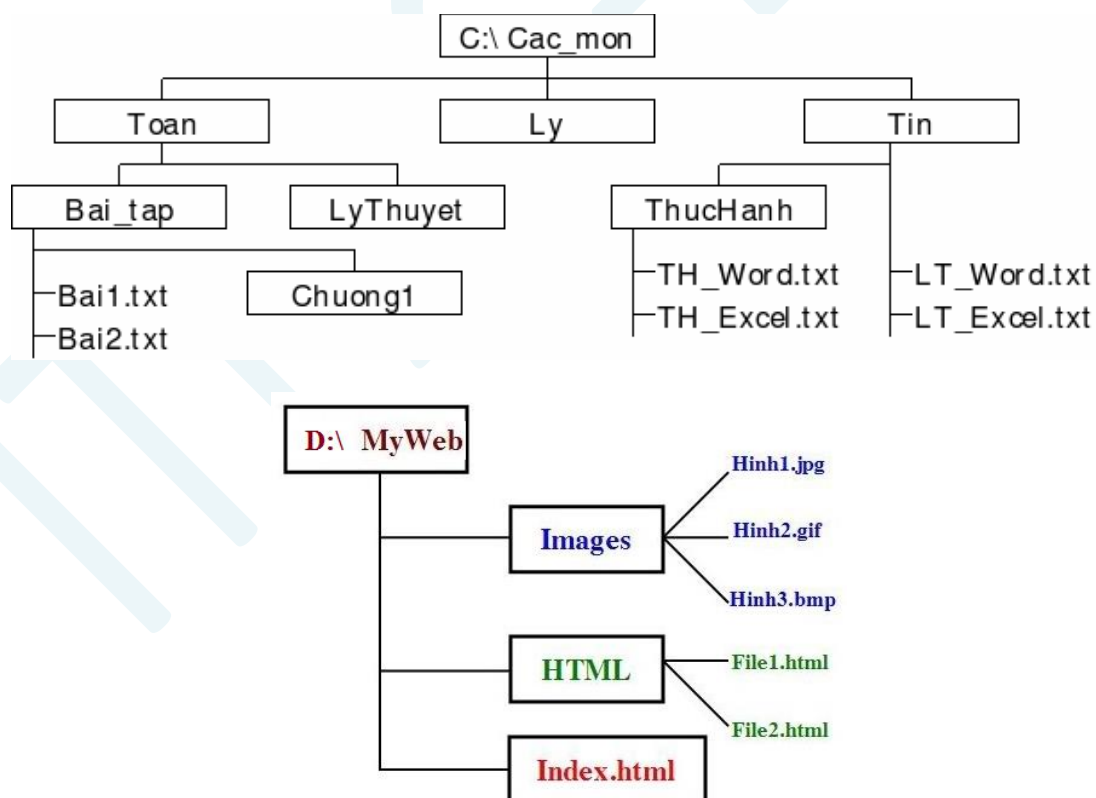 C:\ Cac_mon
Toan Ly Tin
Bai_tap LyThuyet ThucHanh
TH_Word.txt LT_Word.txt
Bai1.txt Chuong1
TH_Excel.txt LT_Excel.txt
Bai2.txt
D:\ MyWeb
Hinh1.jpg
Images Hinh2.gif
Hinh3.bmp
HTML File1.html
File2.html
Index.html